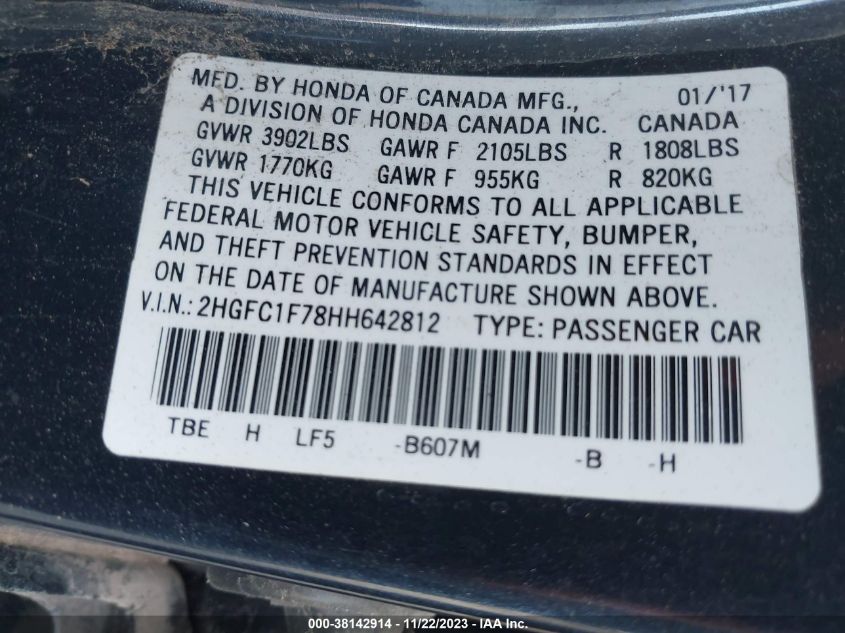 MFD. BY HONDA OF CANADA MFG., 01/'17
A DIVISION OF HONDA CANADA INC. CANADA
GVWR 3902LBS GAWR F 2105LBS R 1808LBS
GVWR 1770KG GAWR F 955KG R 820KG
THIS VEHICLE CONFORMS TO ALL APPLICABLE
FEDERAL MOTOR VEHICLE SAFETY, BUMPER,
AND THEFT PREVENTION STANDARDS IN EFFECT
ON THE DATE OF MANUFACTURE SHOWN ABOVE.
V.I.N.: 2HGFC1F78HH642812 TYPE: PASSENGER CAR
TBE H LF5 -B607M -B -H
000-38142914 - 11/22/2023 - IAA Inc.